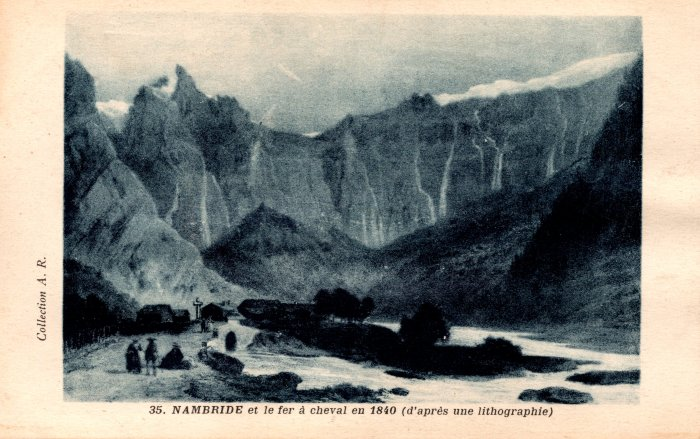 Collection A. R.
35. NAMBRIDE et le fer à cheval en 1840 (d'après une lithographie)